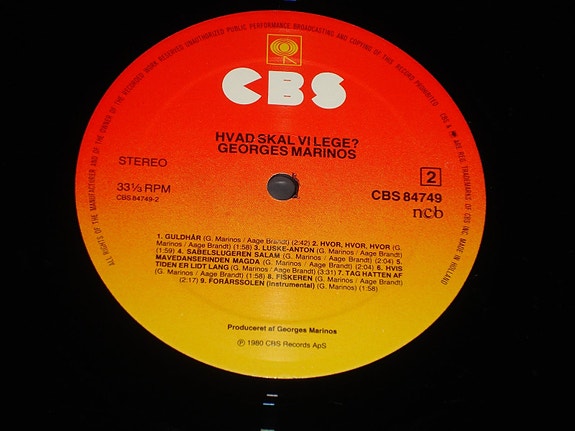 ALL RIGHTS OF THE MANUFACTURER AND OF THE OWNER OF THE RECORDED WORK RESERVED UNAUTHORIZED PUBLIC PERFORMANCE BROADCASTING AND COPYING OF THIS RECORD PROHIBITED
CBS
HVAD SKAL VI LEGE?
GEORGES MARINOS
STEREO
33⅓ RPM
CBS 84749-2
2
CBS 84749
ncb
1. GULDHÅR (G. Marinos / Aage Brandt) (2:42) 2. HVOR, HVOR, HVOR (G.
Marinos / Aage Brandt) (1:58) 3. LUSKE-ANTON (G. Marinos / Aage Brandt)
(1:59) 4. SABELSLUGEREN SALAM (G. Marinos / Aage Brandt) (2:04) 5.
MAVEDANSERINDEN MAGDA (G. Marinos / Aage Brandt) (2:04) 6. HVIS
TIDEN ER LIDT LANG (G. Marinos / Aage Brandt) (3:31) 7. TAG HATTEN AF
(G. Marinos / Aage Brandt) (1:58) 8. FISKEREN (G. Marinos / Aage Brandt)
(2:17) 9. FORÅRSSOLEN (Instrumental) (G. Marinos) (1:58)
Produceret af Georges Marinos
℗ 1980 CBS Records ApS
TRADEMARKS OF CBS INC. MADE IN HOLLAND